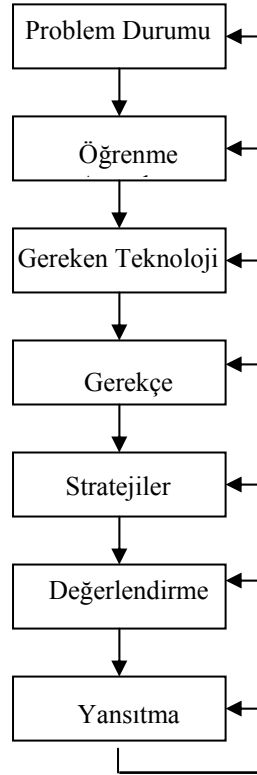 Problem Durumu
Öğrenme
Gereken Teknoloji
Gerekçe
Stratejiler
Değerlendirme
Yansıtma